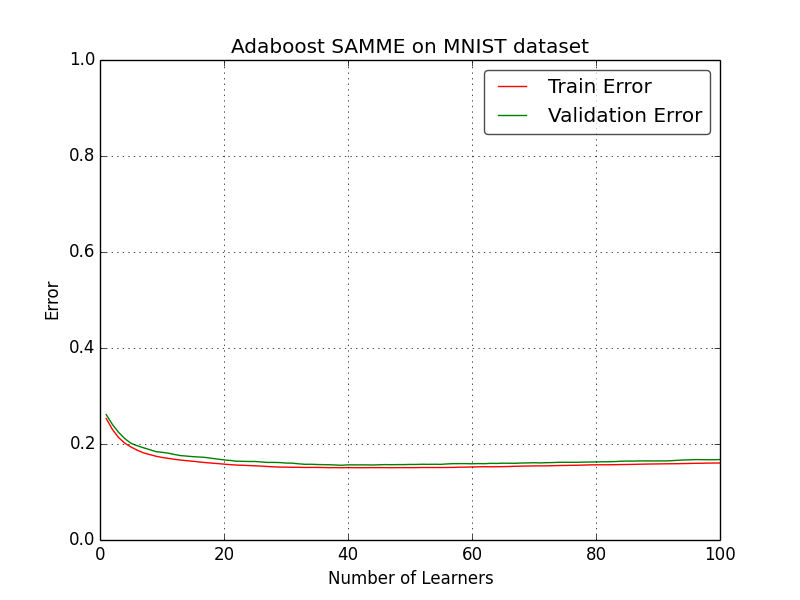 Adaboost SAMME on MNIST dataset
1.0
Train Error
Validation Error
0.8
0.6
Error
0.4
0.2
0.0
0 20 40 60 80 100
Number of Learners